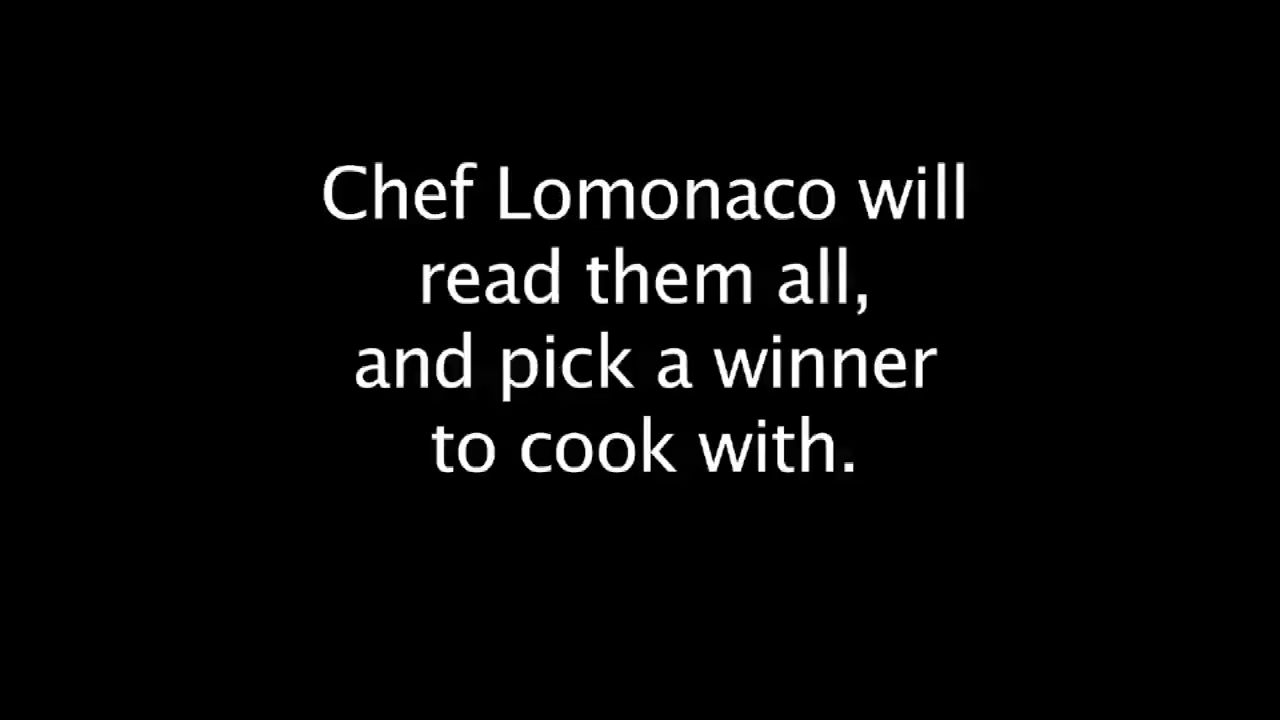 Chef Lomonaco will
read them all,
and pick a winner
to cook with.